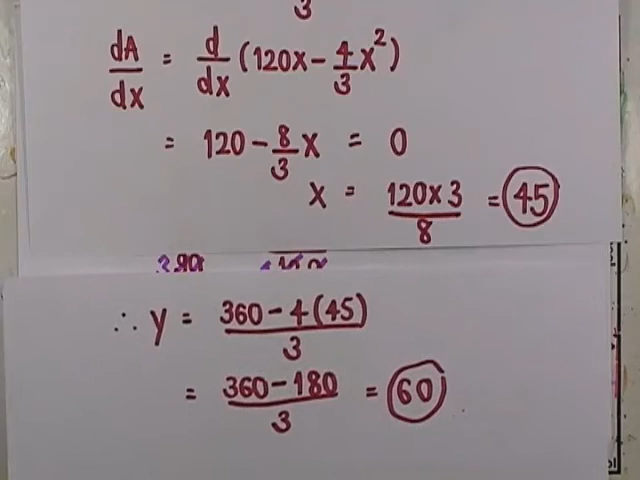 3
dA/dx = d/dx (120x - 4/3 x²)
= 120 - 8/3 x = 0
x = 120 x 3 / 8 = 45
∴ y = 360 - 4(45) / 3
= 360 - 180 / 3 = 60